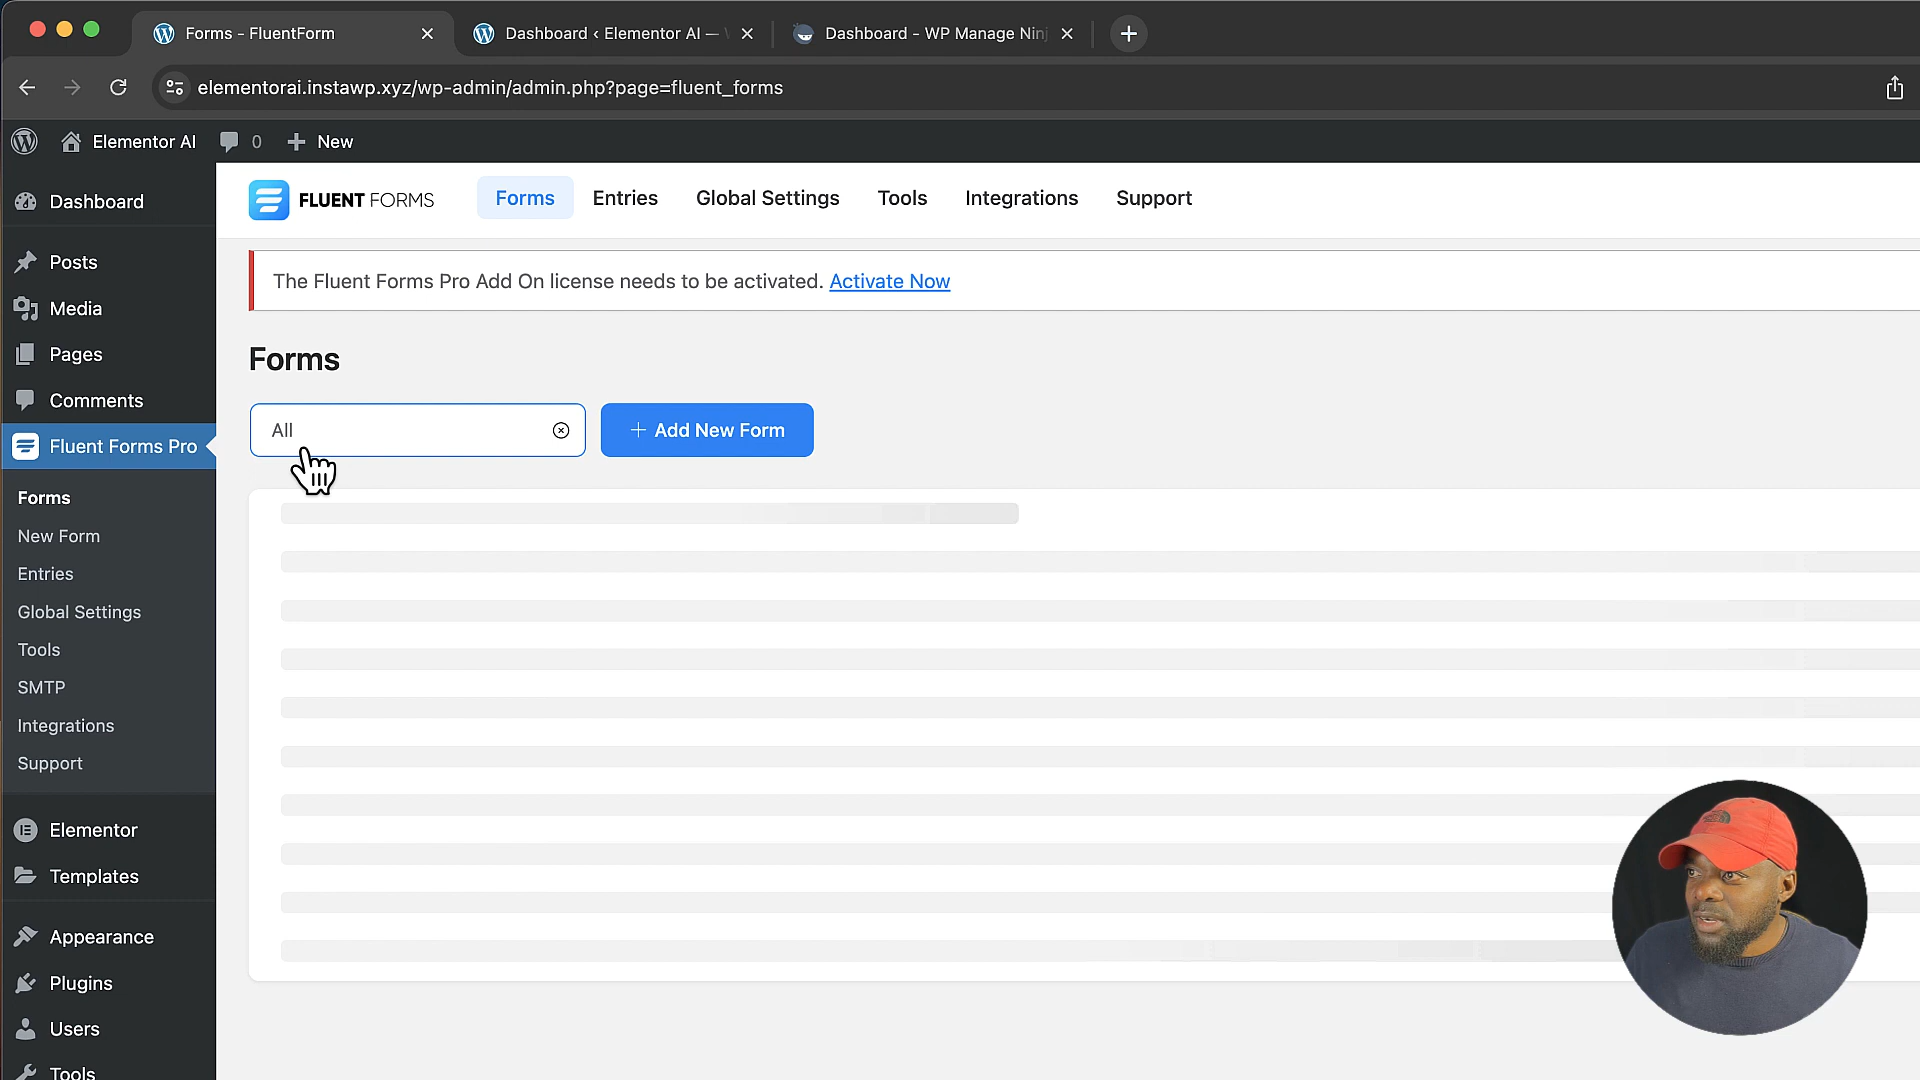 Forms - FluentForm
Dashboard ‹ Elementor AI —
Dashboard - WP Manage Nin
elementorai.instawp.xyz/wp-admin/admin.php?page=fluent_forms
Elementor AI
0
New
Dashboard
Posts
Media
Pages
Comments
Fluent Forms Pro
Forms
New Form
Entries
Global Settings
Tools
SMTP
Integrations
Support
Elementor
Templates
Appearance
Plugins
Users
Tools
FLUENT FORMS
Forms
Entries
Global Settings
Tools
Integrations
Support
The Fluent Forms Pro Add On license needs to be activated. Activate Now
Forms
All
Add New Form